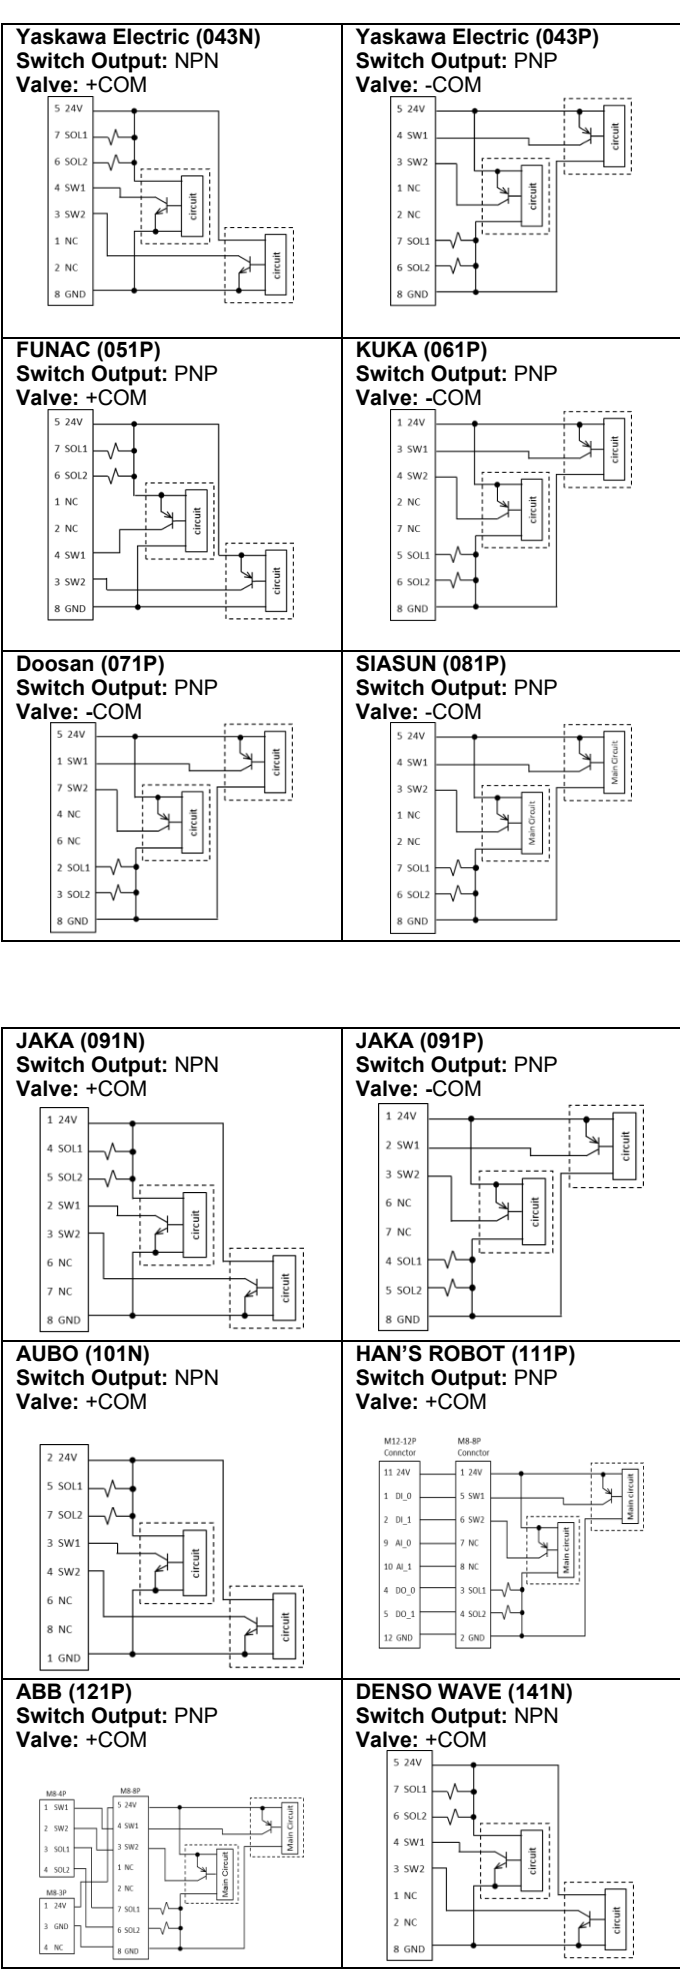 Yaskawa Electric (043N)
Switch Output: NPN
Valve: +COM
5 24V
7 SOL1
6 SOL2
4 SW1
3 SW2
1 NC
2 NC
8 GND
circuit
circuit
Yaskawa Electric (043P)
Switch Output: PNP
Valve: -COM
5 24V
4 SW1
3 SW2
1 NC
2 NC
7 SOL1
6 SOL2
8 GND
circuit
circuit
FUNAC (051P)
Switch Output: PNP
Valve: +COM
5 24V
7 SOL1
6 SOL2
1 NC
2 NC
4 SW1
3 SW2
8 GND
circuit
circuit
KUKA (061P)
Switch Output: PNP
Valve: -COM
1 24V
3 SW1
4 SW2
2 NC
7 NC
5 SOL1
6 SOL2
8 GND
circuit
circuit
Doosan (071P)
Switch Output: PNP
Valve: -COM
5 24V
1 SW1
7 SW2
4 NC
6 NC
2 SOL1
3 SOL2
8 GND
circuit
circuit
SIASUN (081P)
Switch Output: PNP
Valve: -COM
5 24V
4 SW1
3 SW2
1 NC
2 NC
7 SOL1
6 SOL2
8 GND
Main Circuit
Main Circuit
JAKA (091N)
Switch Output: NPN
Valve: +COM
1 24V
4 SOL1
5 SOL2
2 SW1
3 SW2
6 NC
7 NC
8 GND
circuit
circuit
JAKA (091P)
Switch Output: PNP
Valve: -COM
1 24V
2 SW1
3 SW2
6 NC
7 NC
4 SOL1
5 SOL2
8 GND
circuit
circuit
AUBO (101N)
Switch Output: NPN
Valve: +COM
2 24V
5 SOL1
7 SOL2
3 SW1
4 SW2
6 NC
8 NC
1 GND
circuit
circuit
HAN'S ROBOT (111P)
Switch Output: PNP
Valve: +COM
M12-12P
Connctor
11 24V
1 DI_0
2 DI_1
9 AI_0
10 AI_1
4 DO_0
5 DO_1
12 GND
M8-8P
Connctor
1 24V
5 SW1
6 SW2
7 NC
8 NC
3 SOL1
4 SOL2
2 GND
Main circuit
Main circuit
ABB (121P)
Switch Output: PNP
Valve: +COM
M8-4P
1 SW1
2 SW2
3 SOL1
4 SOL2
M8-3P
1 24V
3 GND
4 NC
M8-8P
5 24V
4 SW1
3 SW2
1 NC
2 NC
7 SOL1
6 SOL2
8 GND
Main Circuit
Main Circuit
DENSO WAVE (141N)
Switch Output: NPN
Valve: +COM
5 24V
7 SOL1
6 SOL2
4 SW1
3 SW2
1 NC
2 NC
8 GND
circuit
circuit